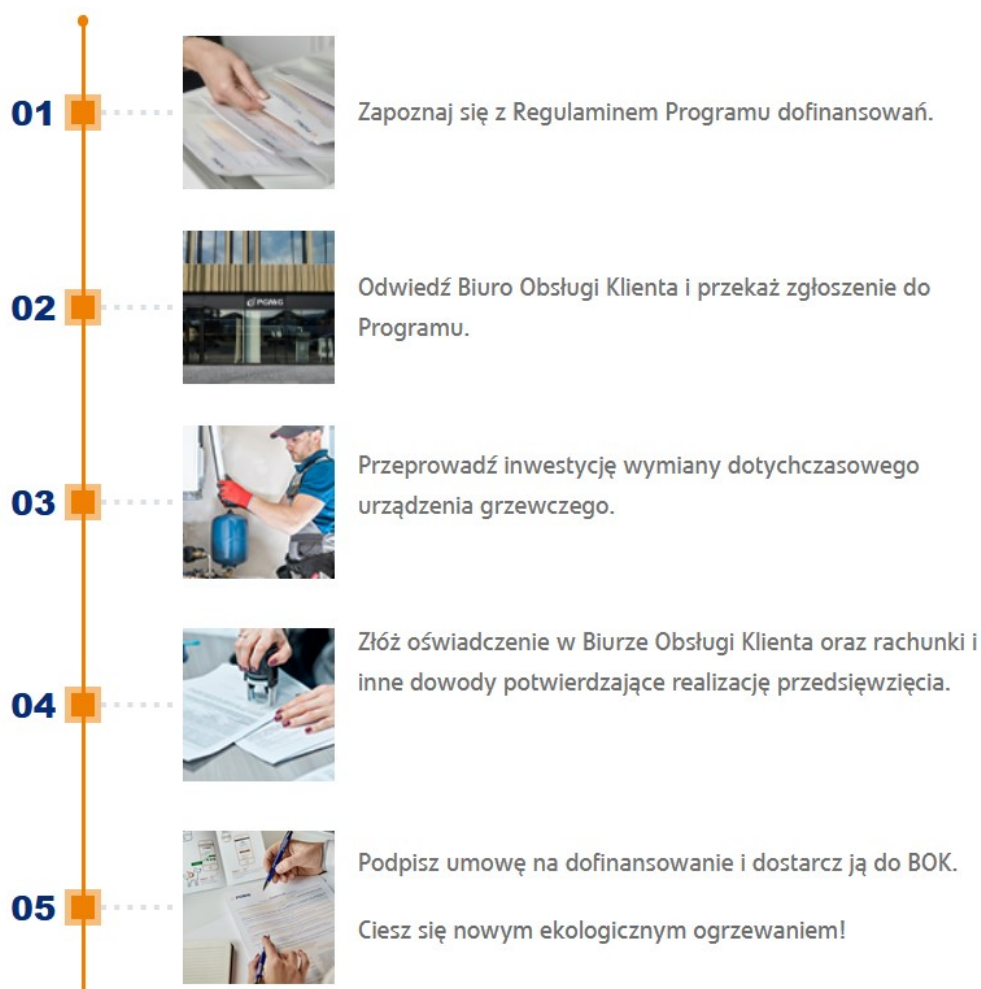 01
Zapoznaj się z Regulaminem Programu dofinansowań.
02
PGNiG
Odwiedź Biuro Obsługi Klienta i przekaż zgłoszenie do
Programu.
03
Przeprowadź inwestycję wymiany dotychczasowego
urządzenia grzewczego.
04
Złóż oświadczenie w Biurze Obsługi Klienta oraz rachunki i
inne dowody potwierdzające realizację przedsięwzięcia.
05
Podpisz umowę na dofinansowanie i dostarcz ją do BOK.
Ciesz się nowym ekologicznym ogrzewaniem!